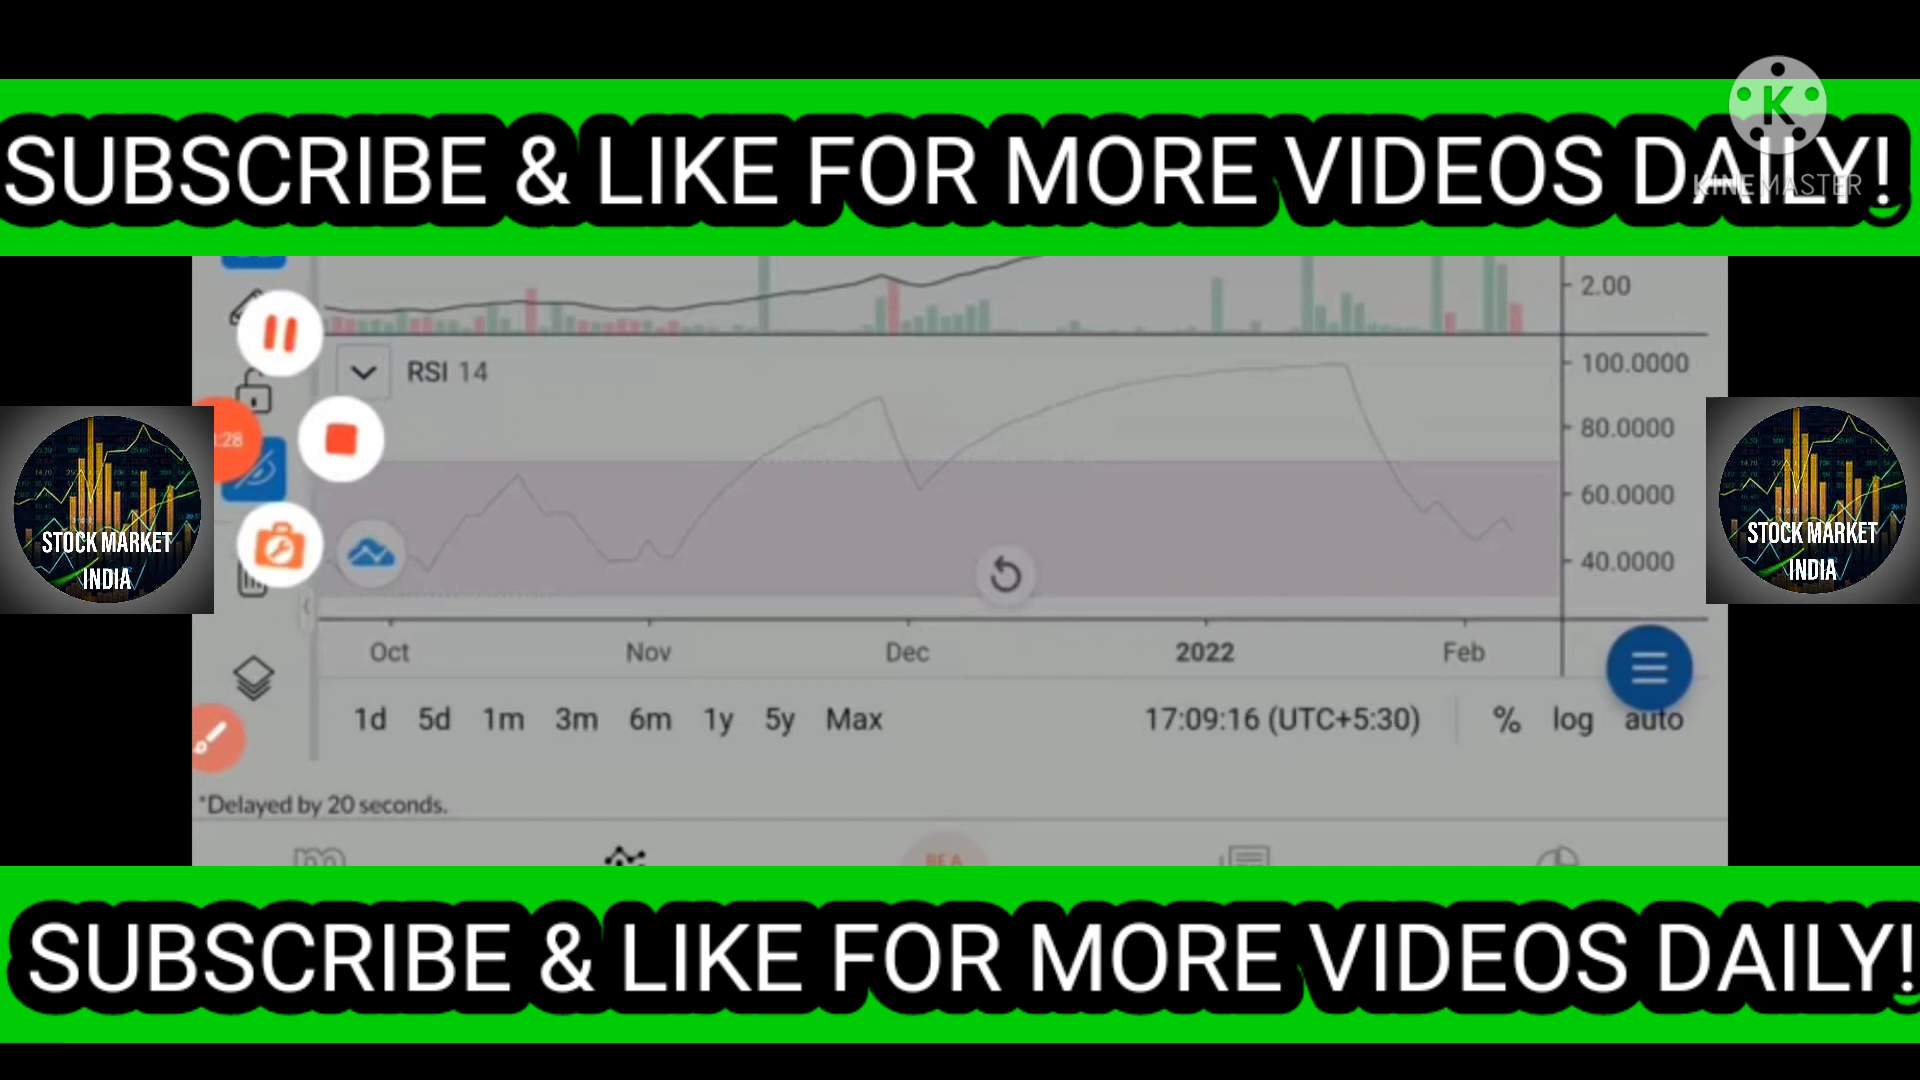 SUBSCRIBE & LIKE FOR MORE VIDEOS DAILY!
KINEMASTER
2.00
RSI 14
100.0000
80.0000
60.0000
40.0000
:28
STOCK MARKET
INDIA
STOCK MARKET
INDIA
Oct Nov Dec 2022 Feb
1d 5d 1m 3m 6m 1y 5y Max 17:09:16 (UTC+5:30) % log auto
*Delayed by 20 seconds.
SUBSCRIBE & LIKE FOR MORE VIDEOS DAILY!